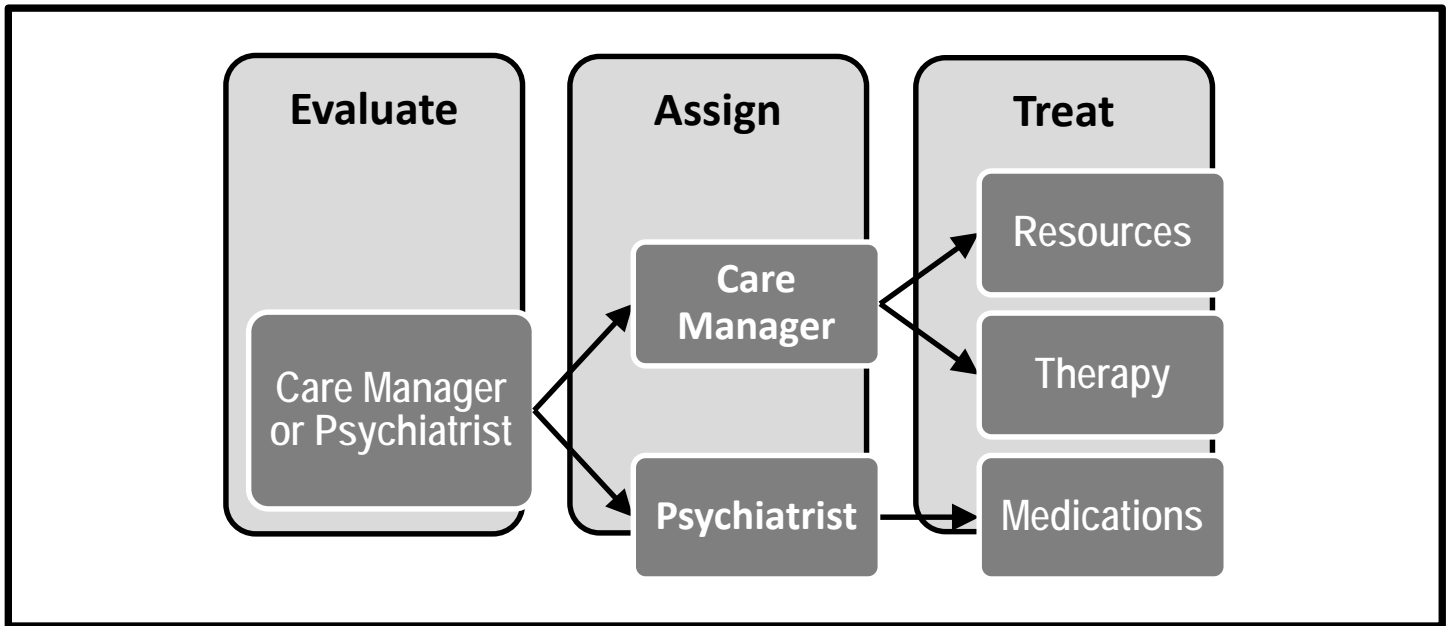 Evaluate
Care Manager
or Psychiatrist
Assign
Care
Manager
Psychiatrist
Treat
Resources
Therapy
Medications